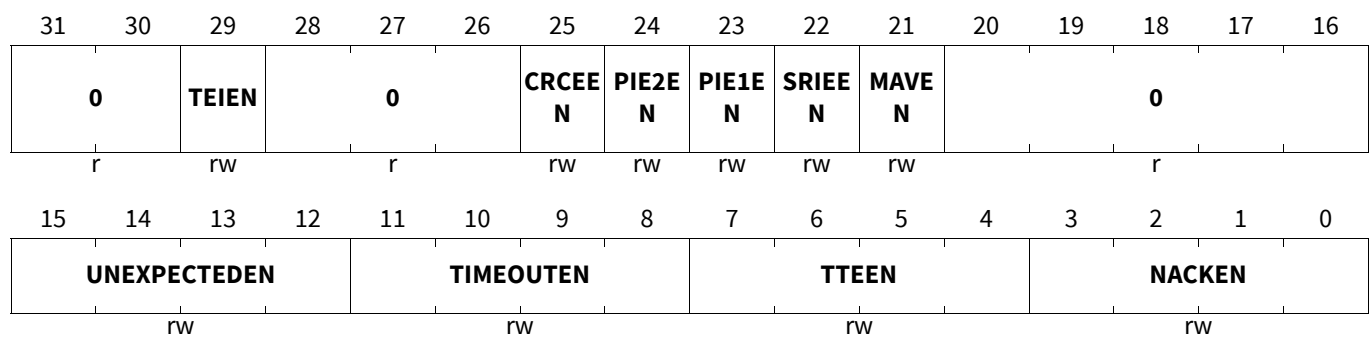 31 30 29 28 27 26 25 24 23 22 21 20 19 18 17 16
0 TEIEN 0 CRCEE PIE2E PIE1E SRIEE MAVE 0
N N N N N
r rw r rw rw rw rw rw r
15 14 13 12 11 10 9 8 7 6 5 4 3 2 1 0
UNEXPECTEDEN TIMEOUTEN TTEEN NACKEN
rw rw rw rw